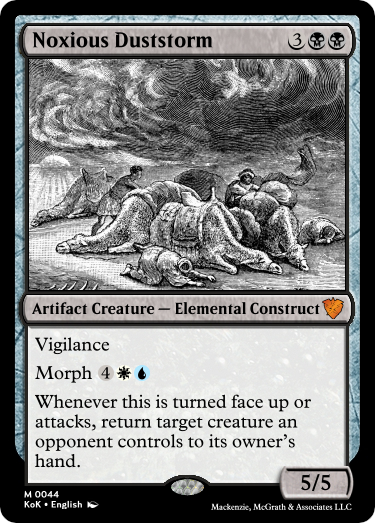 Noxious Duststorm 3
Artifact Creature — Elemental Construct
Vigilance
Morph 4
Whenever this is turned face up or
attacks, return target creature an
opponent controls to its owner's
hand.
5/5
M 0044
KoK • English
Mackenzie, McGrath & Associates LLC